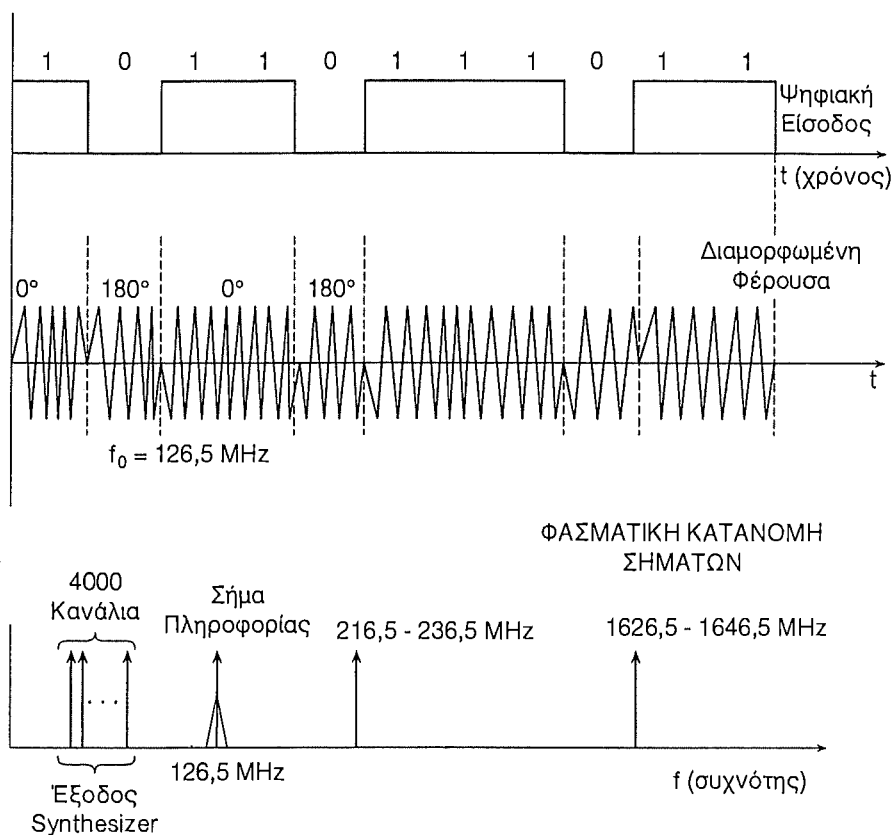 1 0 1 1 0 1 1 1 0 1 1
Ψηφιακή
Είσοδος
t (χρόνος)
Διαμορφωμένη
Φέρουσα
0° 180° 0° 180°
t
f₀ = 126,5 MHz
ΦΑΣΜΑΤΙΚΗ ΚΑΤΑΝΟΜΗ
ΣΗΜΑΤΩΝ
4000
Κανάλια
Σήμα
Πληροφορίας
216,5 - 236,5 MHz
1626,5 - 1646,5 MHz
...
126,5 MHz
f (συχνότης)
Έξοδος
Synthesizer